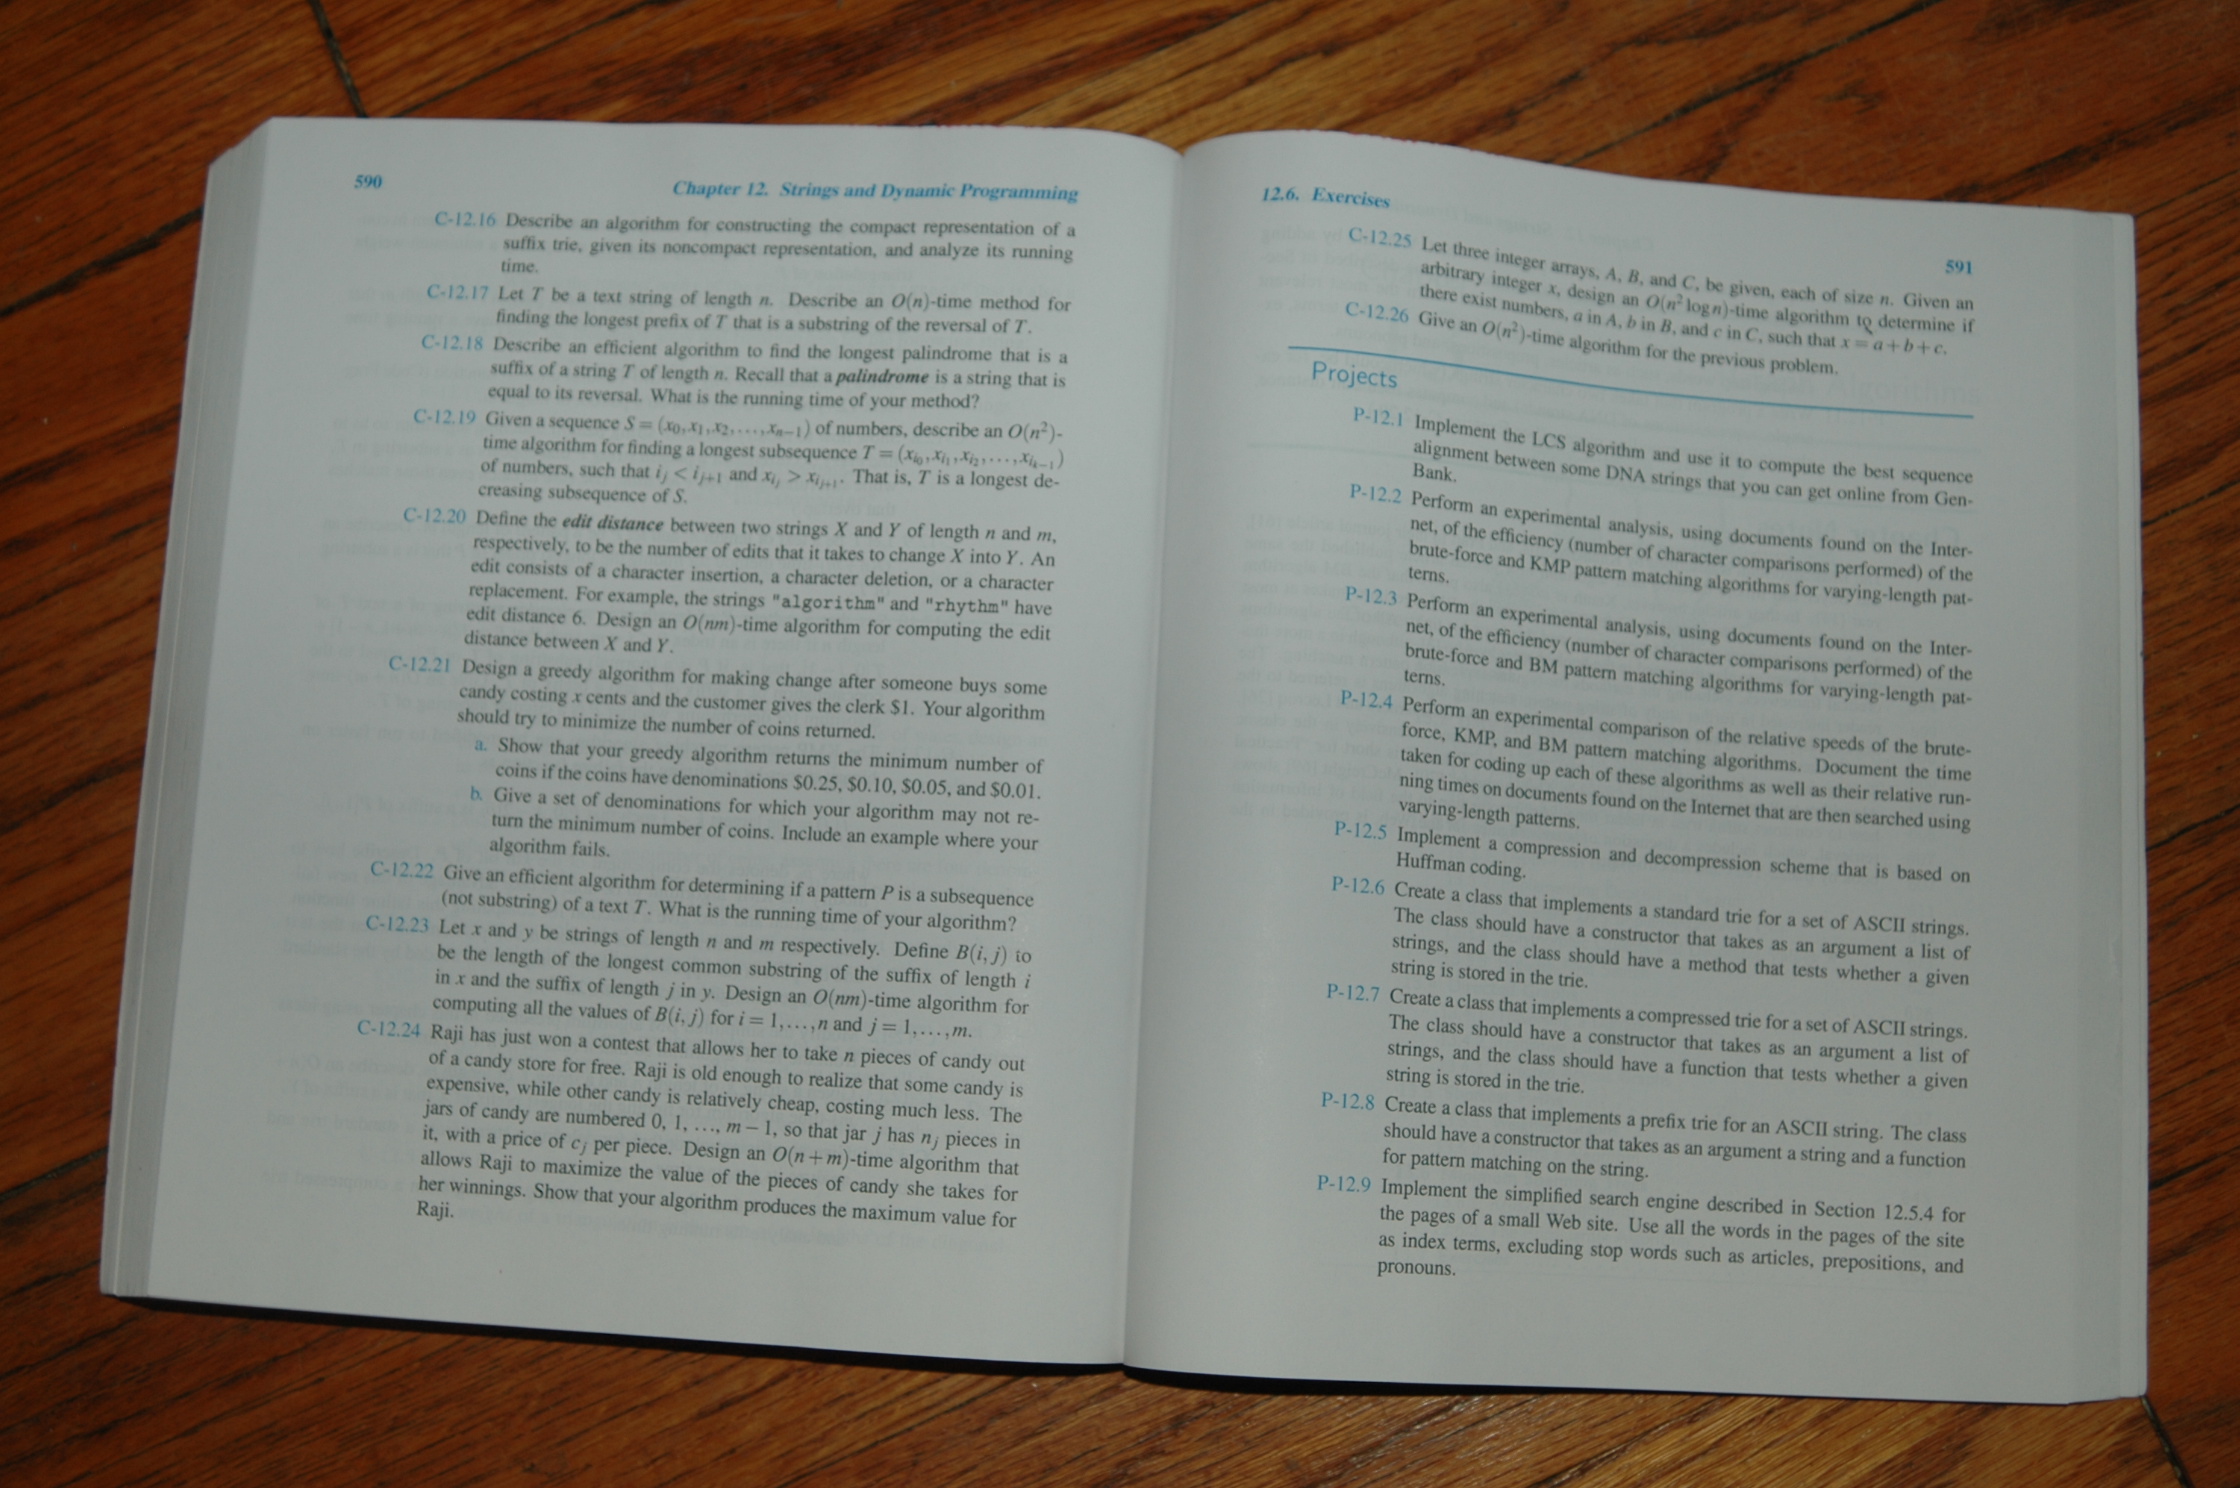 590
Chapter 12. Strings and Dynamic Programming
C-12.16 Describe an algorithm for constructing the compact representation of a
suffix trie, given its noncompact representation, and analyze its running
time.
C-12.17 Let T be a text string of length n. Describe an O(n)-time method for
finding the longest prefix of T that is a substring of the reversal of T.
C-12.18 Describe an efficient algorithm to find the longest palindrome that is a
suffix of a string T of length n. Recall that a palindrome is a string that is
equal to its reversal. What is the running time of your method?
C-12.19 Given a sequence S = (x₀, x₁, x₂, ..., xₙ₋₁) of numbers, describe an O(n²)-
time algorithm for finding a longest subsequence T = (x_{i₀}, x_{i₁}, x_{i₂}, ..., x_{i_{k-1}})
of numbers, such that i_j < i_{j+1} and x_{i_j} > x_{i_{j+1}}. That is, T is a longest de-
creasing subsequence of S.
C-12.20 Define the edit distance between two strings X and Y of length n and m,
respectively, to be the number of edits that it takes to change X into Y. An
edit consists of a character insertion, a character deletion, or a character
replacement. For example, the strings "algorithm" and "rhythm" have
edit distance 6. Design an O(nm)-time algorithm for computing the edit
distance between X and Y.
C-12.21 Design a greedy algorithm for making change after someone buys some
candy costing x cents and the customer gives the clerk $1. Your algorithm
should try to minimize the number of coins returned.
a. Show that your greedy algorithm returns the minimum number of
coins if the coins have denominations $0.25, $0.10, $0.05, and $0.01.
b. Give a set of denominations for which your algorithm may not re-
turn the minimum number of coins. Include an example where your
algorithm fails.
C-12.22 Give an efficient algorithm for determining if a pattern P is a subsequence
(not substring) of a text T. What is the running time of your algorithm?
C-12.23 Let x and y be strings of length n and m respectively. Define B(i, j) to
be the length of the longest common substring of the suffix of length i
in x and the suffix of length j in y. Design an O(nm)-time algorithm for
computing all the values of B(i, j) for i = 1, ..., n and j = 1, ..., m.
C-12.24 Raji has just won a contest that allows her to take n pieces of candy out
of a candy store for free. Raji is old enough to realize that some candy is
expensive, while other candy is relatively cheap, costing much less. The
jars of candy are numbered 0, 1, ..., m − 1, so that jar j has n_j pieces in
it, with a price of c_j per piece. Design an O(n + m)-time algorithm that
allows Raji to maximize the value of the pieces of candy she takes for
her winnings. Show that your algorithm produces the maximum value for
Raji.
12.6. Exercises
591
C-12.25 Let three integer arrays, A, B, and C, be given, each of size n. Given an
arbitrary integer x, design an O(n² log n)-time algorithm to determine if
there exist numbers, a in A, b in B, and c in C, such that x = a + b + c.
C-12.26 Give an O(n²)-time algorithm for the previous problem.
Projects
P-12.1 Implement the LCS algorithm and use it to compute the best sequence
alignment between some DNA strings that you can get online from Gen-
Bank.
P-12.2 Perform an experimental analysis, using documents found on the Inter-
net, of the efficiency (number of character comparisons performed) of the
brute-force and KMP pattern matching algorithms for varying-length pat-
terns.
P-12.3 Perform an experimental analysis, using documents found on the Inter-
net, of the efficiency (number of character comparisons performed) of the
brute-force and BM pattern matching algorithms for varying-length pat-
terns.
P-12.4 Perform an experimental comparison of the relative speeds of the brute-
force, KMP, and BM pattern matching algorithms. Document the time
taken for coding up each of these algorithms as well as their relative run-
ning times on documents found on the Internet that are then searched using
varying-length patterns.
P-12.5 Implement a compression and decompression scheme that is based on
Huffman coding.
P-12.6 Create a class that implements a standard trie for a set of ASCII strings.
The class should have a constructor that takes as an argument a list of
strings, and the class should have a method that tests whether a given
string is stored in the trie.
P-12.7 Create a class that implements a compressed trie for a set of ASCII strings.
The class should have a constructor that takes as an argument a list of
strings, and the class should have a function that tests whether a given
string is stored in the trie.
P-12.8 Create a class that implements a prefix trie for an ASCII string. The class
should have a constructor that takes as an argument a string and a function
for pattern matching on the string.
P-12.9 Implement the simplified search engine described in Section 12.5.4 for
the pages of a small Web site. Use all the words in the pages of the site
as index terms, excluding stop words such as articles, prepositions, and
pronouns.